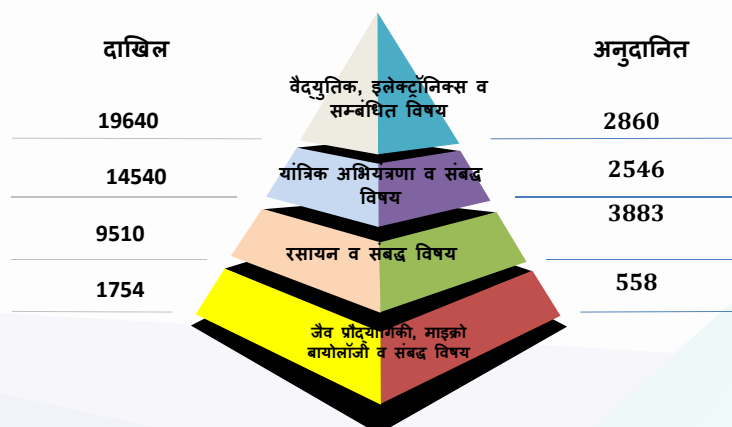 दाखिल
अनुदानित
वैद्युतिक, इलेक्ट्रॉनिक्स व
सम्बंधित विषय
19640
2860
यांत्रिक अभियंत्रणा व संबद्ध
विषय
14540
2546
रसायन व संबद्ध विषय
9510
3883
जैव प्रौद्योगिकी, माइक्रो
बायोलॉजी व संबद्ध विषय
1754
558